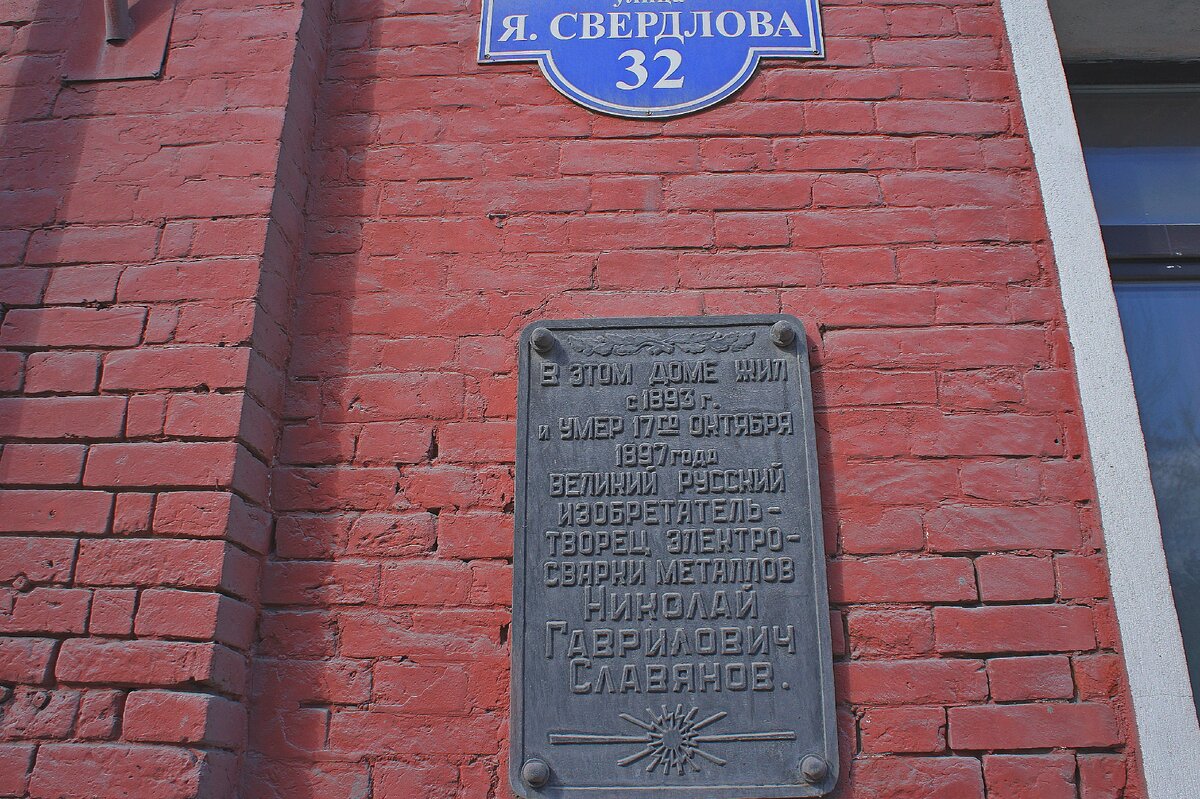 улица
Я. СВЕРДЛОВА
32
В ЭТОМ ДОМЕ ЖИЛ
с 1893 г.
и УМЕР 17го ОКТЯБРЯ
1897 года
ВЕЛИКИЙ РУССКИЙ
ИЗОБРЕТАТЕЛЬ-
ТВОРЕЦ ЭЛЕКТРО-
СВАРКИ МЕТАЛЛОВ
НИКОЛАЙ
ГАВРИЛОВИЧ
СЛАВЯНОВ.